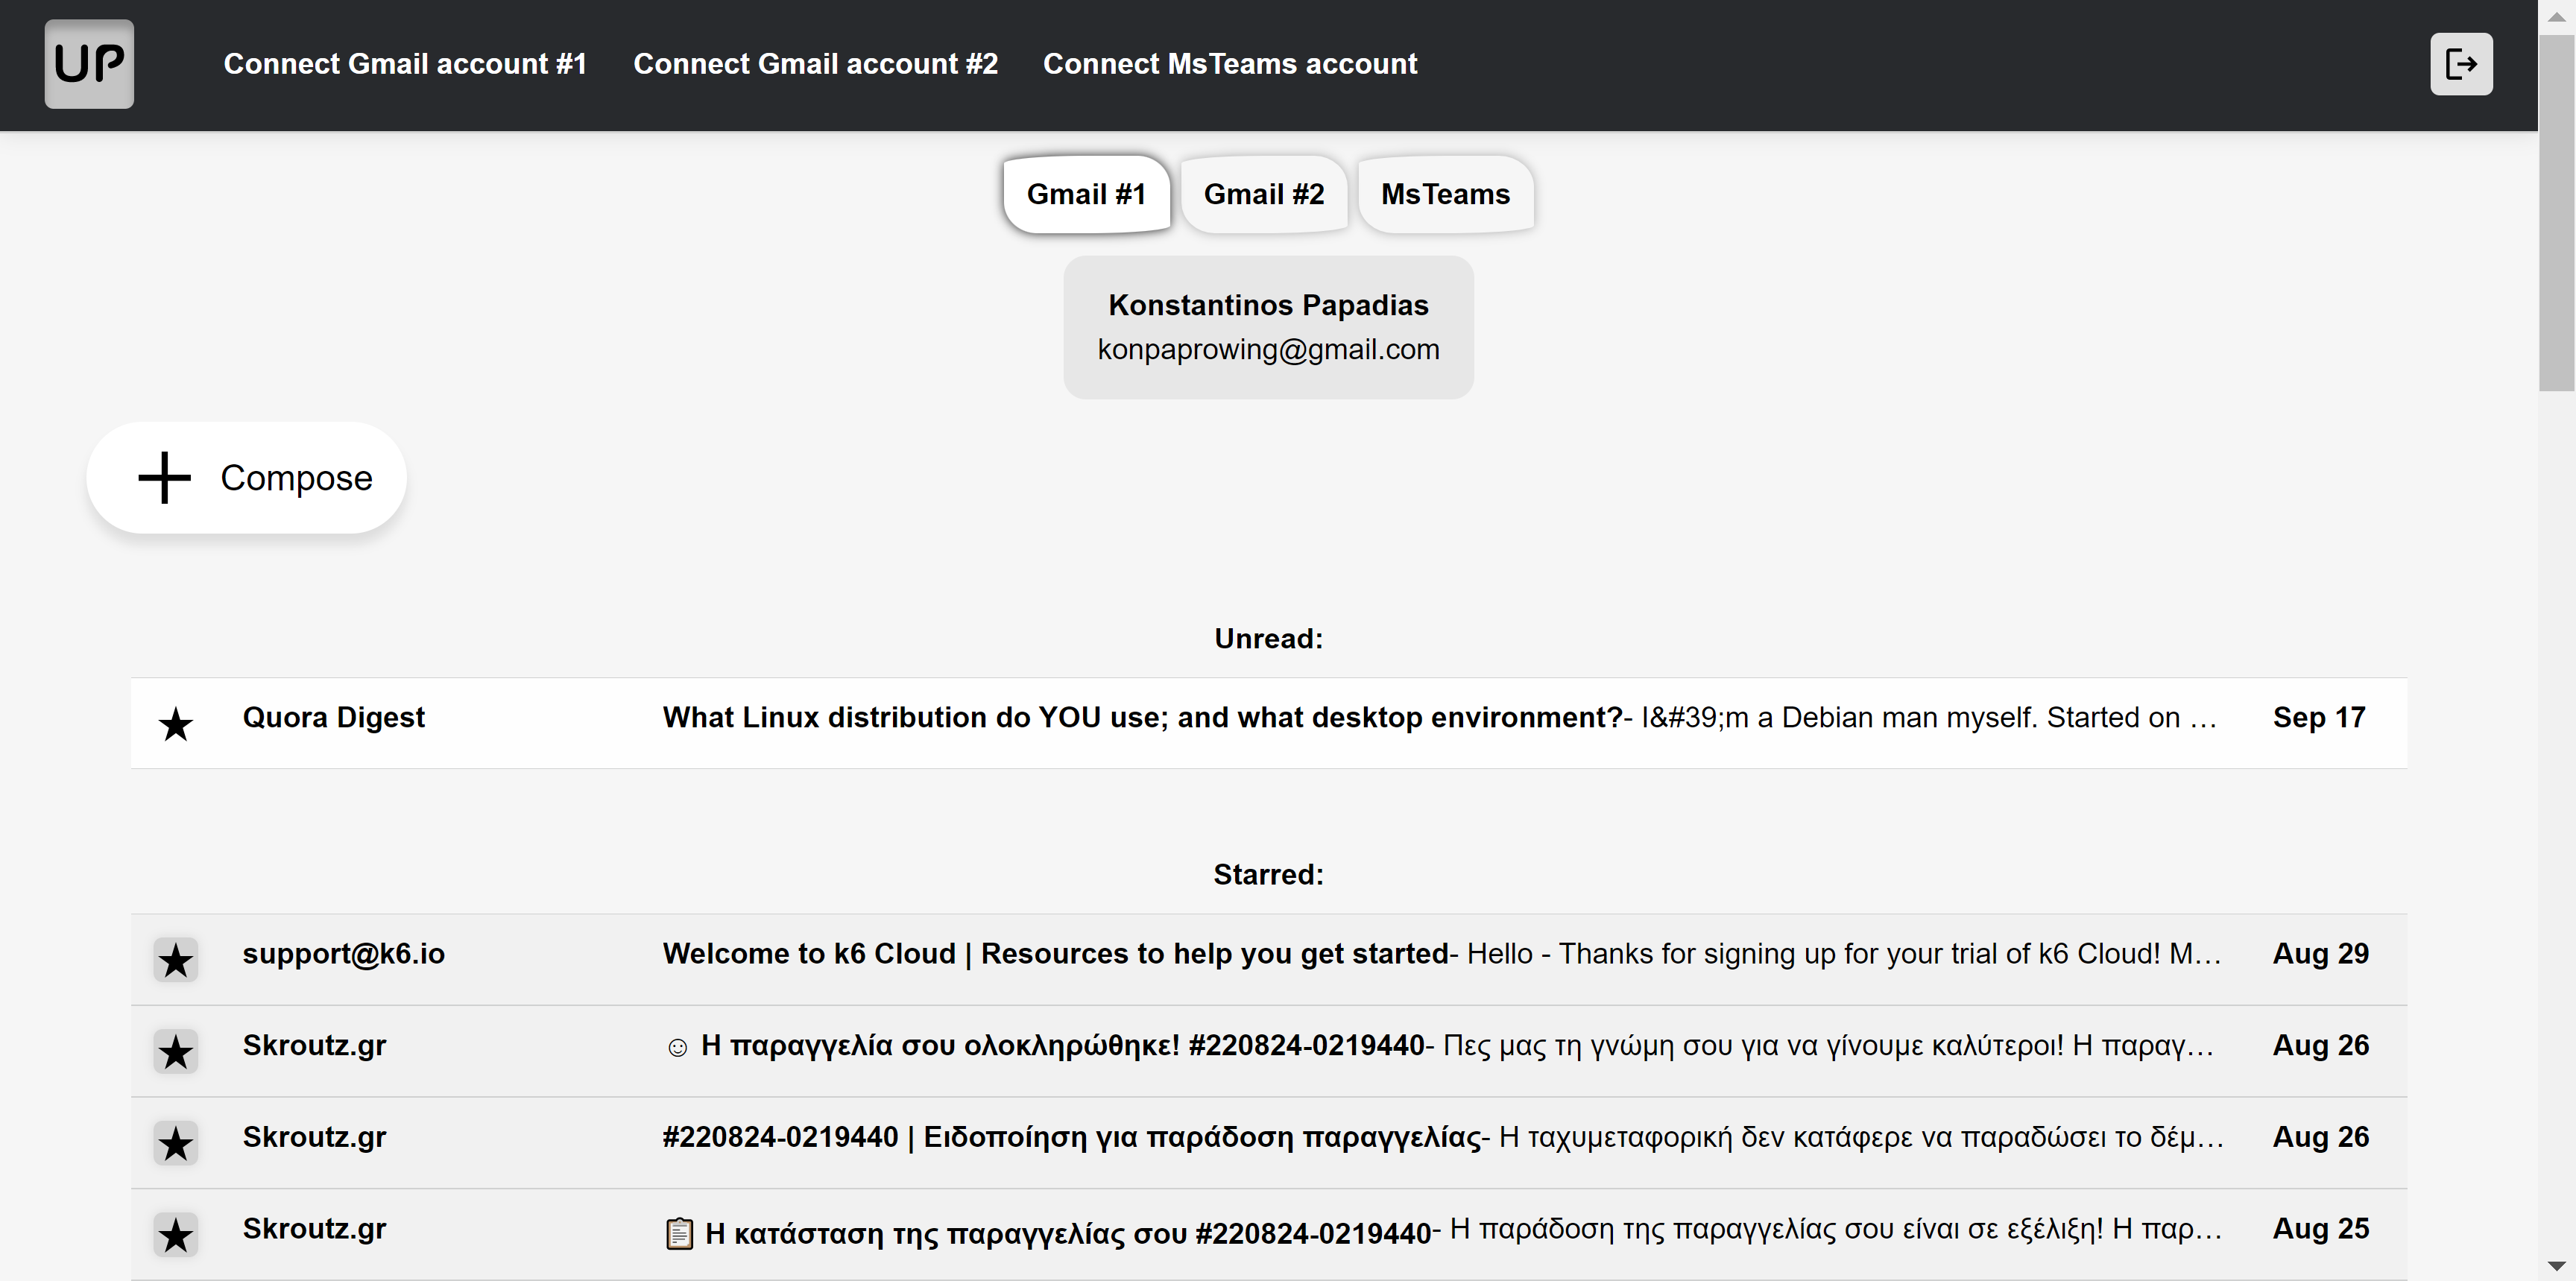 UP
Connect Gmail account #1 Connect Gmail account #2 Connect MsTeams account
Gmail #1 Gmail #2 MsTeams
Konstantinos Papadias
konpaprowing@gmail.com
Compose
Unread:
Quora Digest What Linux distribution do YOU use; and what desktop environment?- I&#39;m a Debian man myself. Started on … Sep 17
Starred:
support@k6.io Welcome to k6 Cloud | Resources to help you get started- Hello - Thanks for signing up for your trial of k6 Cloud! M… Aug 29
Skroutz.gr ☺ Η παραγγελία σου ολοκληρώθηκε! #220824-0219440- Πες μας τη γνώμη σου για να γίνουμε καλύτεροι! Η παραγ… Aug 26
Skroutz.gr #220824-0219440 | Ειδοποίηση για παράδοση παραγγελίας- Η ταχυμεταφορική δεν κατάφερε να παραδώσει το δέμ… Aug 26
Skroutz.gr 📋 Η κατάσταση της παραγγελίας σου #220824-0219440- Η παράδοση της παραγγελίας σου είναι σε εξέλιξη! Η παρ… Aug 25